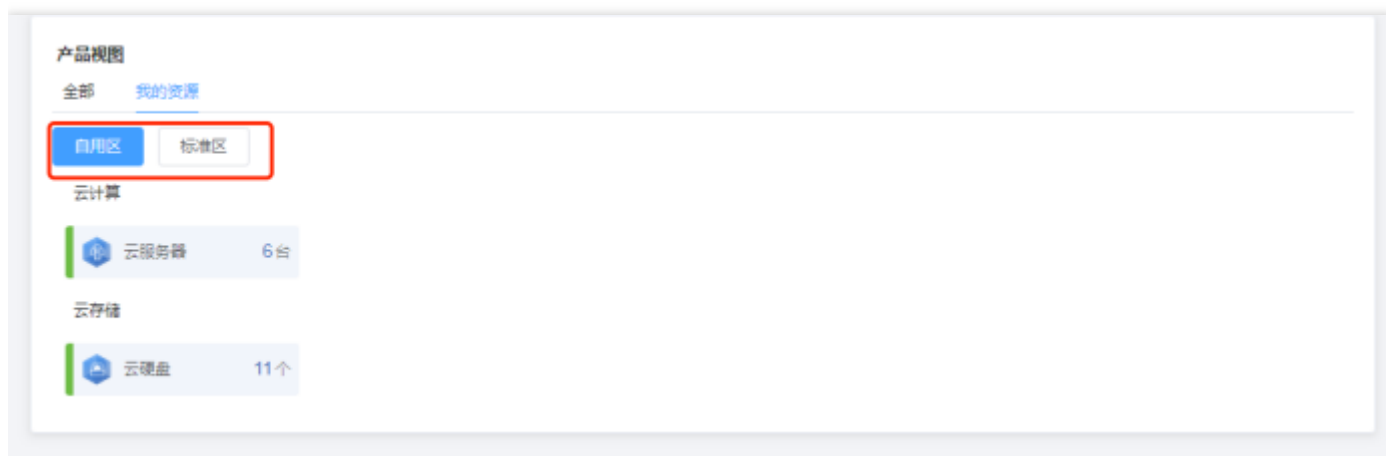 产品视图
全部 我的资源
自用区 标准区
云计算
云服务器 6台
云存储
云硬盘 11个